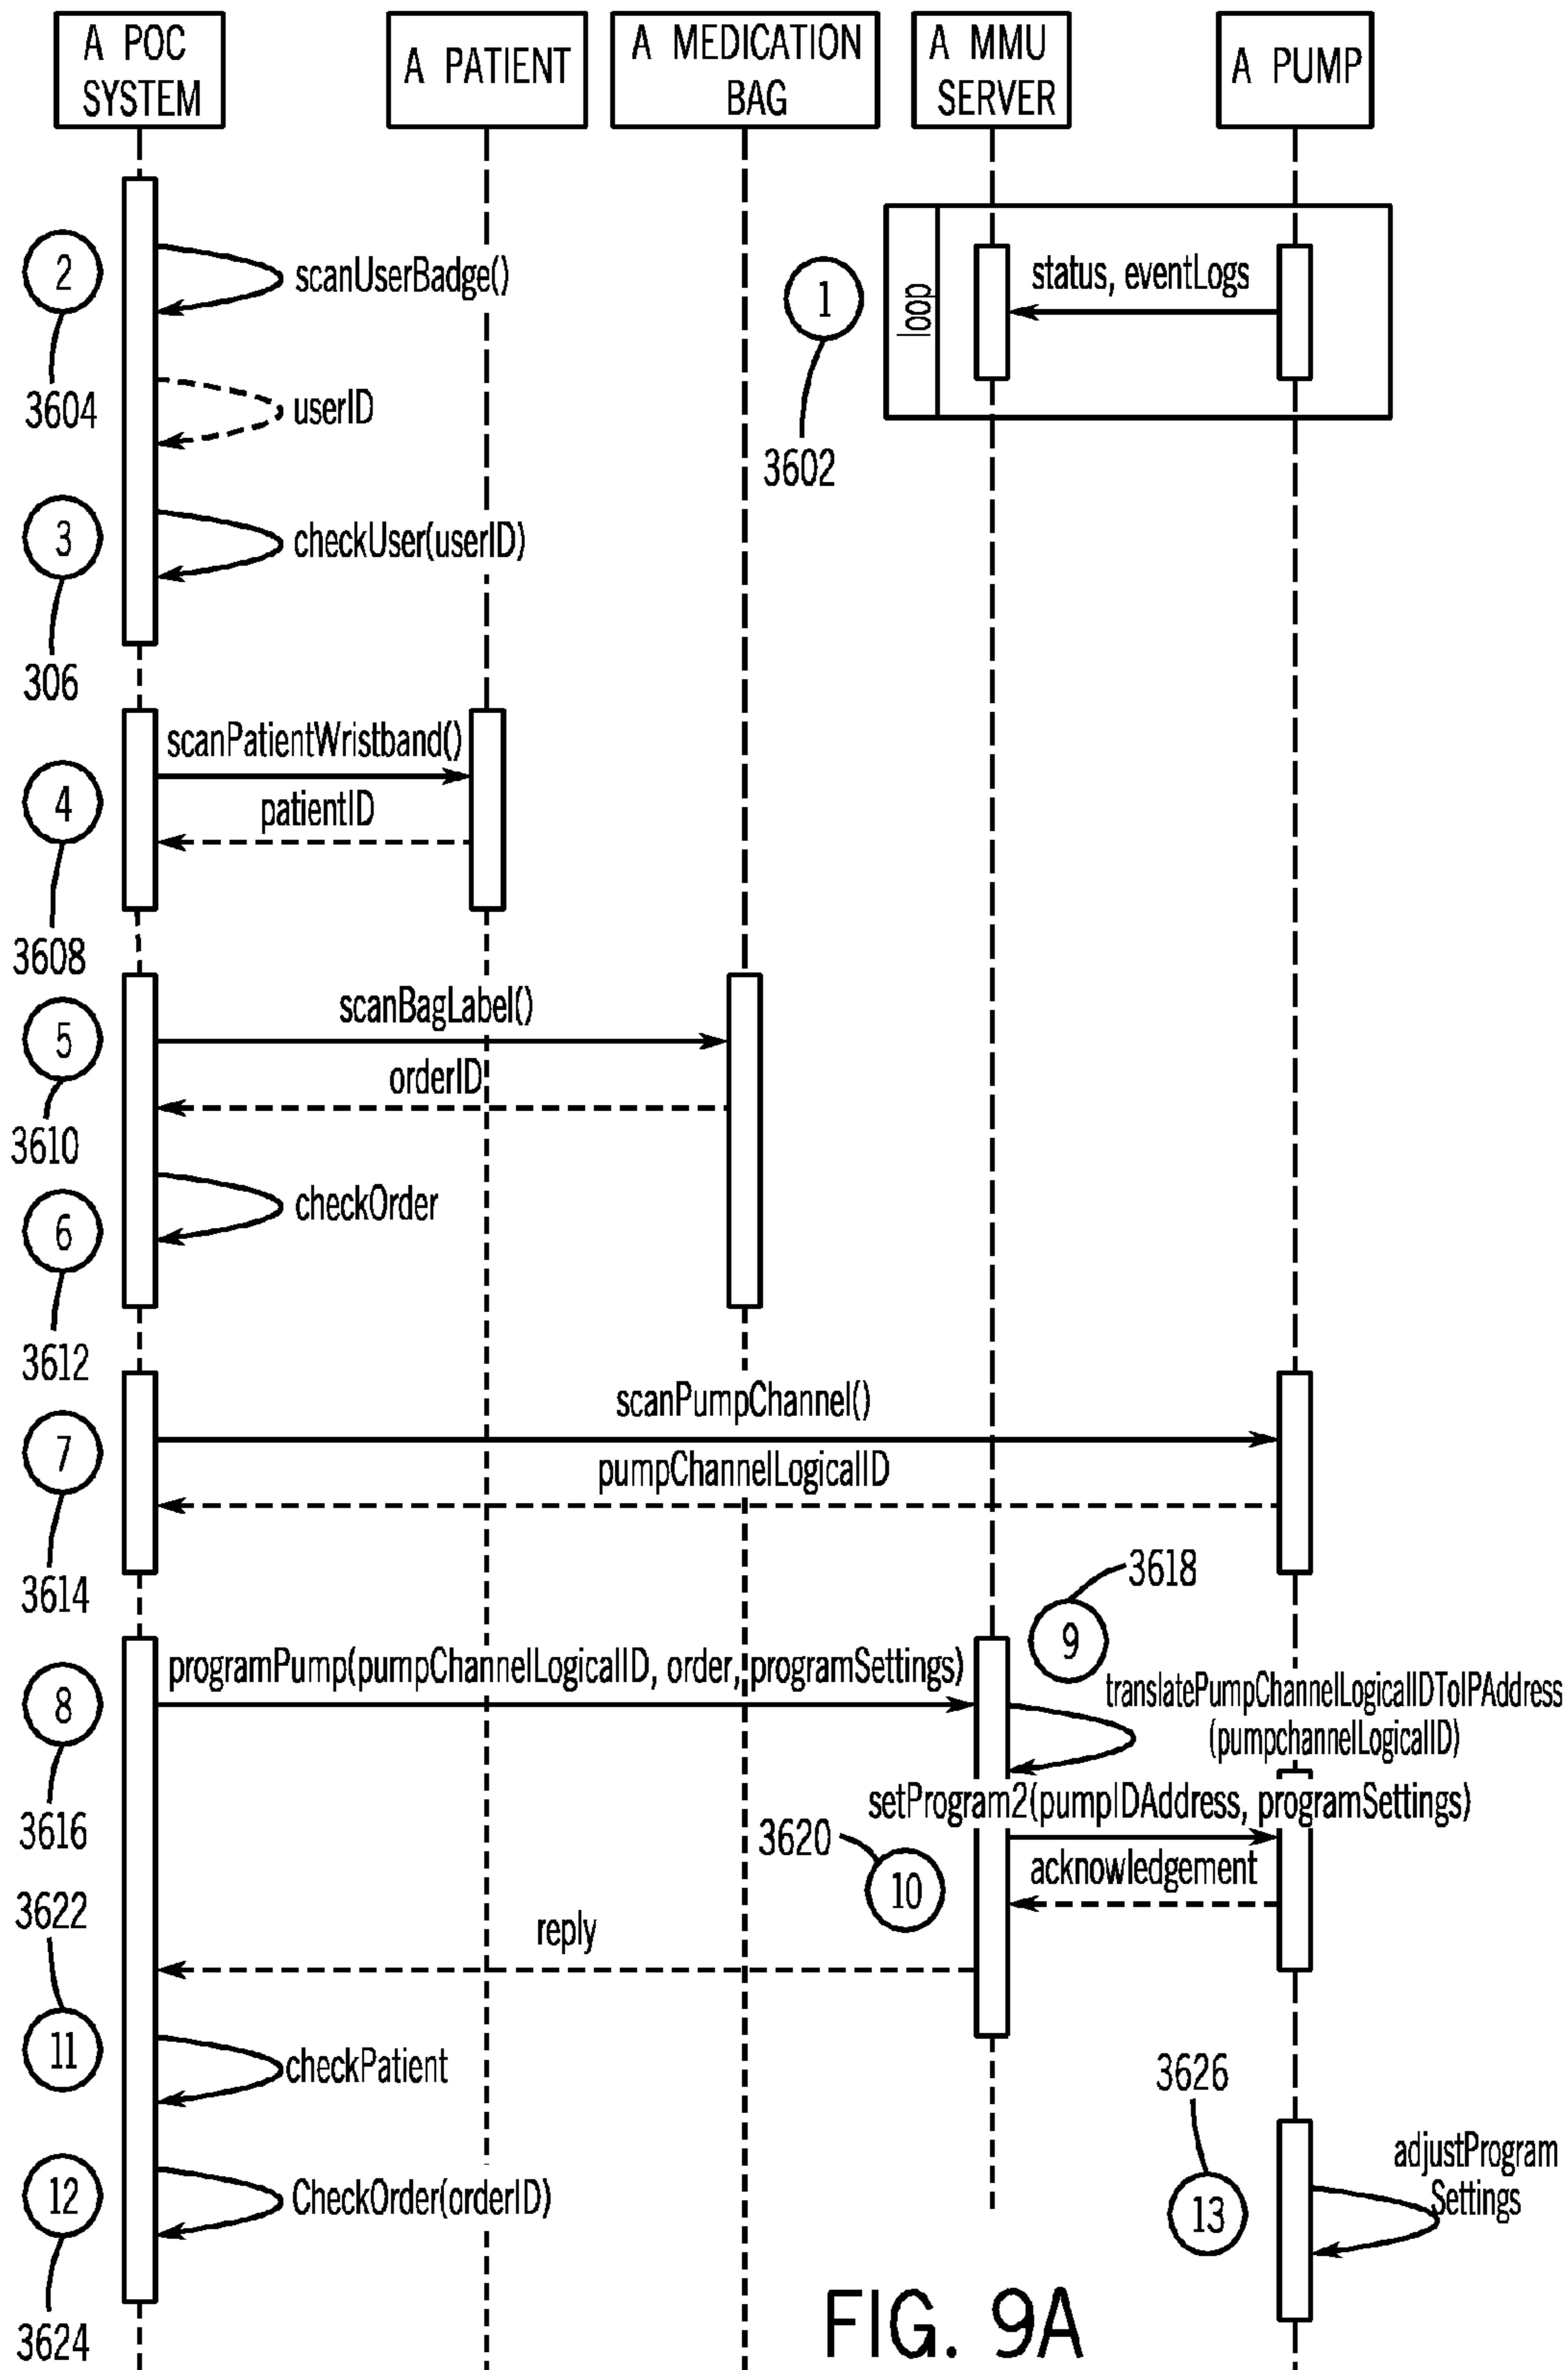 A POC
SYSTEM
A PATIENT
A MEDICATION
BAG
A MMU
SERVER
A PUMP
2
scanUserBadge()
3604
userID
1
3602
loop
status, eventLogs
3
checkUser(userID)
306
scanPatientWristband()
4
patientID
3608
scanBagLabel()
5
orderID
3610
checkOrder
6
3612
scanPumpChannel()
7
pumpChannelLogicalID
3614
3618
9
programPump(pumpChannelLogicalID, order, programSettings)
8
translatePumpChannelLogicalIDToIPAddress
(pumpchannelLogicalID)
3616
setProgram2(pumpIDAddress, programSettings)
3620
10
acknowledgement
3622
reply
11
checkPatient
3626
12
CheckOrder(orderID)
13
adjustProgram
Settings
3624
FIG. 9A